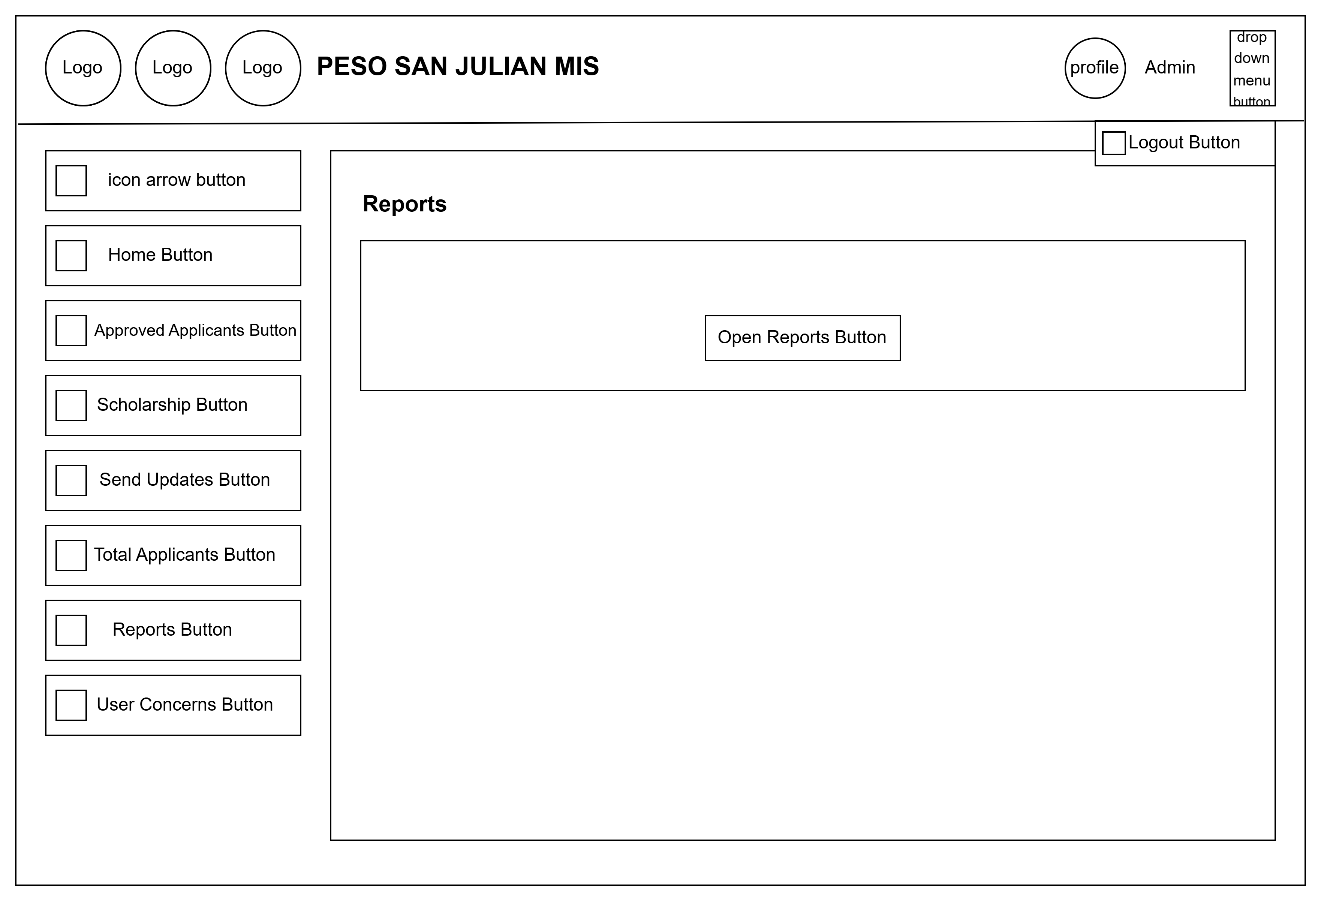 Logo
Logo
Logo
PESO SAN JULIAN MIS
profile
Admin
drop
down
menu
button
Logout Button
icon arrow button
Home Button
Approved Applicants Button
Scholarship Button
Send Updates Button
Total Applicants Button
Reports Button
User Concerns Button
Reports
Open Reports Button